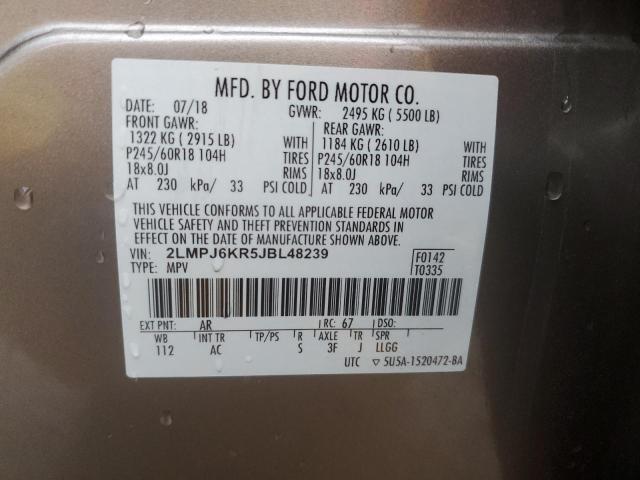 MFD. BY FORD MOTOR CO.
DATE: 07/18 GVWR: 2495 KG ( 5500 LB)
FRONT GAWR: REAR GAWR:
1322 KG ( 2915 LB) WITH 1184 KG ( 2610 LB) WITH
P245/60R18 104H TIRES P245/60R18 104H TIRES
18x8.0J RIMS 18x8.0J RIMS
AT 230 kPa/ 33 PSI COLD AT 230 kPa/ 33 PSI COLD
THIS VEHICLE CONFORMS TO ALL APPLICABLE FEDERAL MOTOR
VEHICLE SAFETY AND THEFT PREVENTION STANDARDS IN
EFFECT ON THE DATE OF MANUFACTURE SHOWN ABOVE.
VIN: 2LMPJ6KR5JBL48239 F0142
TYPE: MPV T0335
EXT PNT: AR RC: 67 DSO:
WB INT TR TP/PS R AXLE TR SPR
112 AC S 3F J LLGG
UTC ▽ 5U5A-1520472-BA